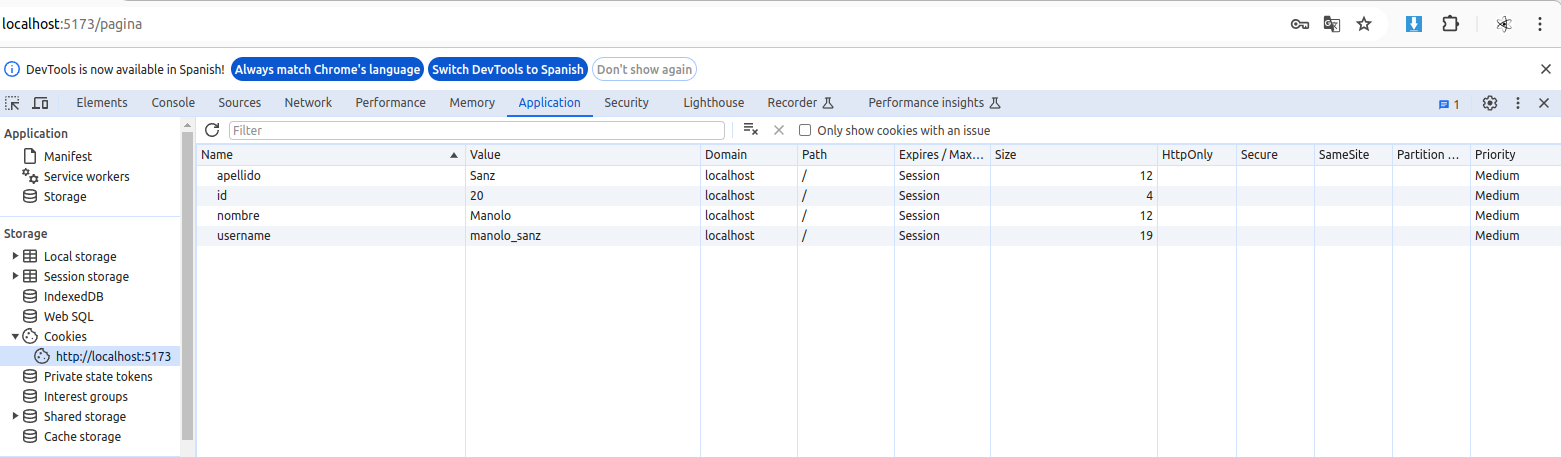 localhost:5173/pagina
DevTools is now available in Spanish! Always match Chrome's language Switch DevTools to Spanish Don't show again
Elements Console Sources Network Performance Memory Application Security Lighthouse Recorder Performance insights 1
Application
Manifest
Service workers
Storage
Storage
Local storage
Session storage
IndexedDB
Web SQL
Cookies
http://localhost:5173
Private state tokens
Interest groups
Shared storage
Cache storage
Filter Only show cookies with an issue
Name Value Domain Path Expires / Max... Size HttpOnly Secure SameSite Partition ... Priority
apellido Sanz localhost / Session 12 Medium
id 20 localhost / Session 4 Medium
nombre Manolo localhost / Session 12 Medium
username manolo_sanz localhost / Session 19 Medium